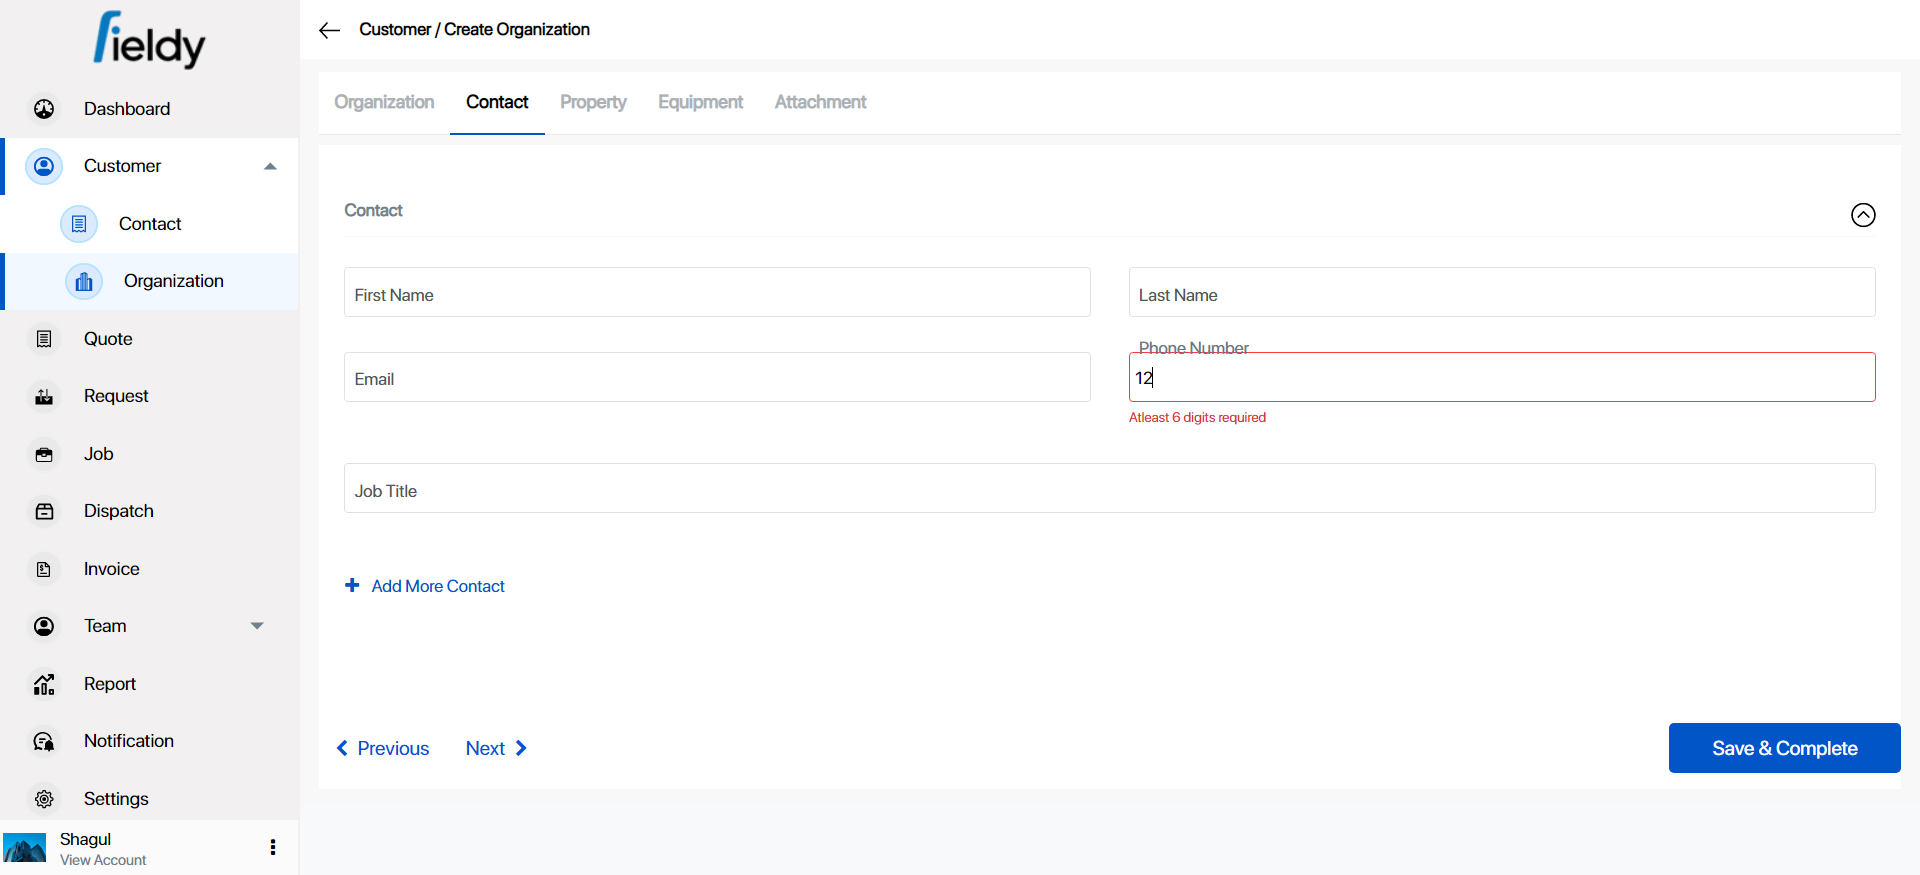 fieldy
Dashboard
Customer
Contact
Organization
Quote
Request
Job
Dispatch
Invoice
Team
Report
Notification
Settings
Shagul
View Account
Customer / Create Organization
Organization Contact Property Equipment Attachment
Contact
First Name
Last Name
Email
Phone Number
12
Atleast 6 digits required
Job Title
Add More Contact
Previous Next
Save & Complete